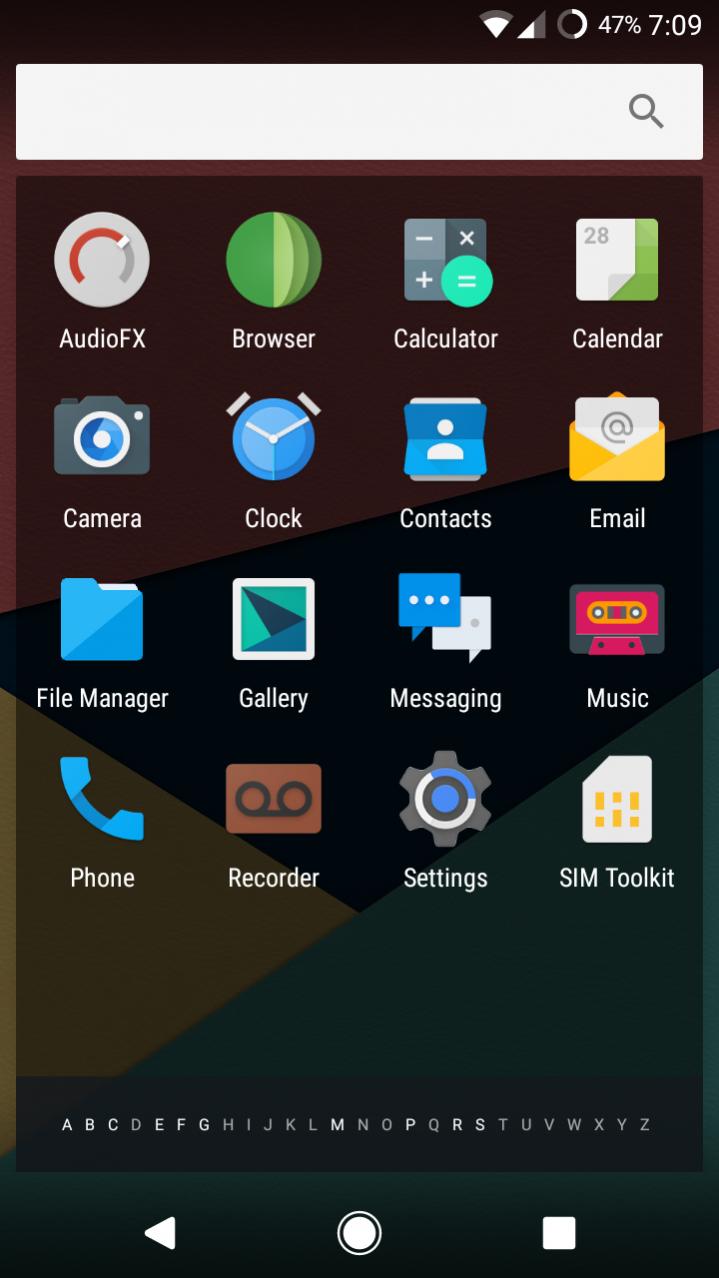 47% 7:09
28
AudioFX Browser Calculator Calendar
@
Camera Clock Contacts Email
File Manager Gallery Messaging Music
Phone Recorder Settings SIM Toolkit
A B C D E F G H I J K L M N O P Q R S T U V W X Y Z